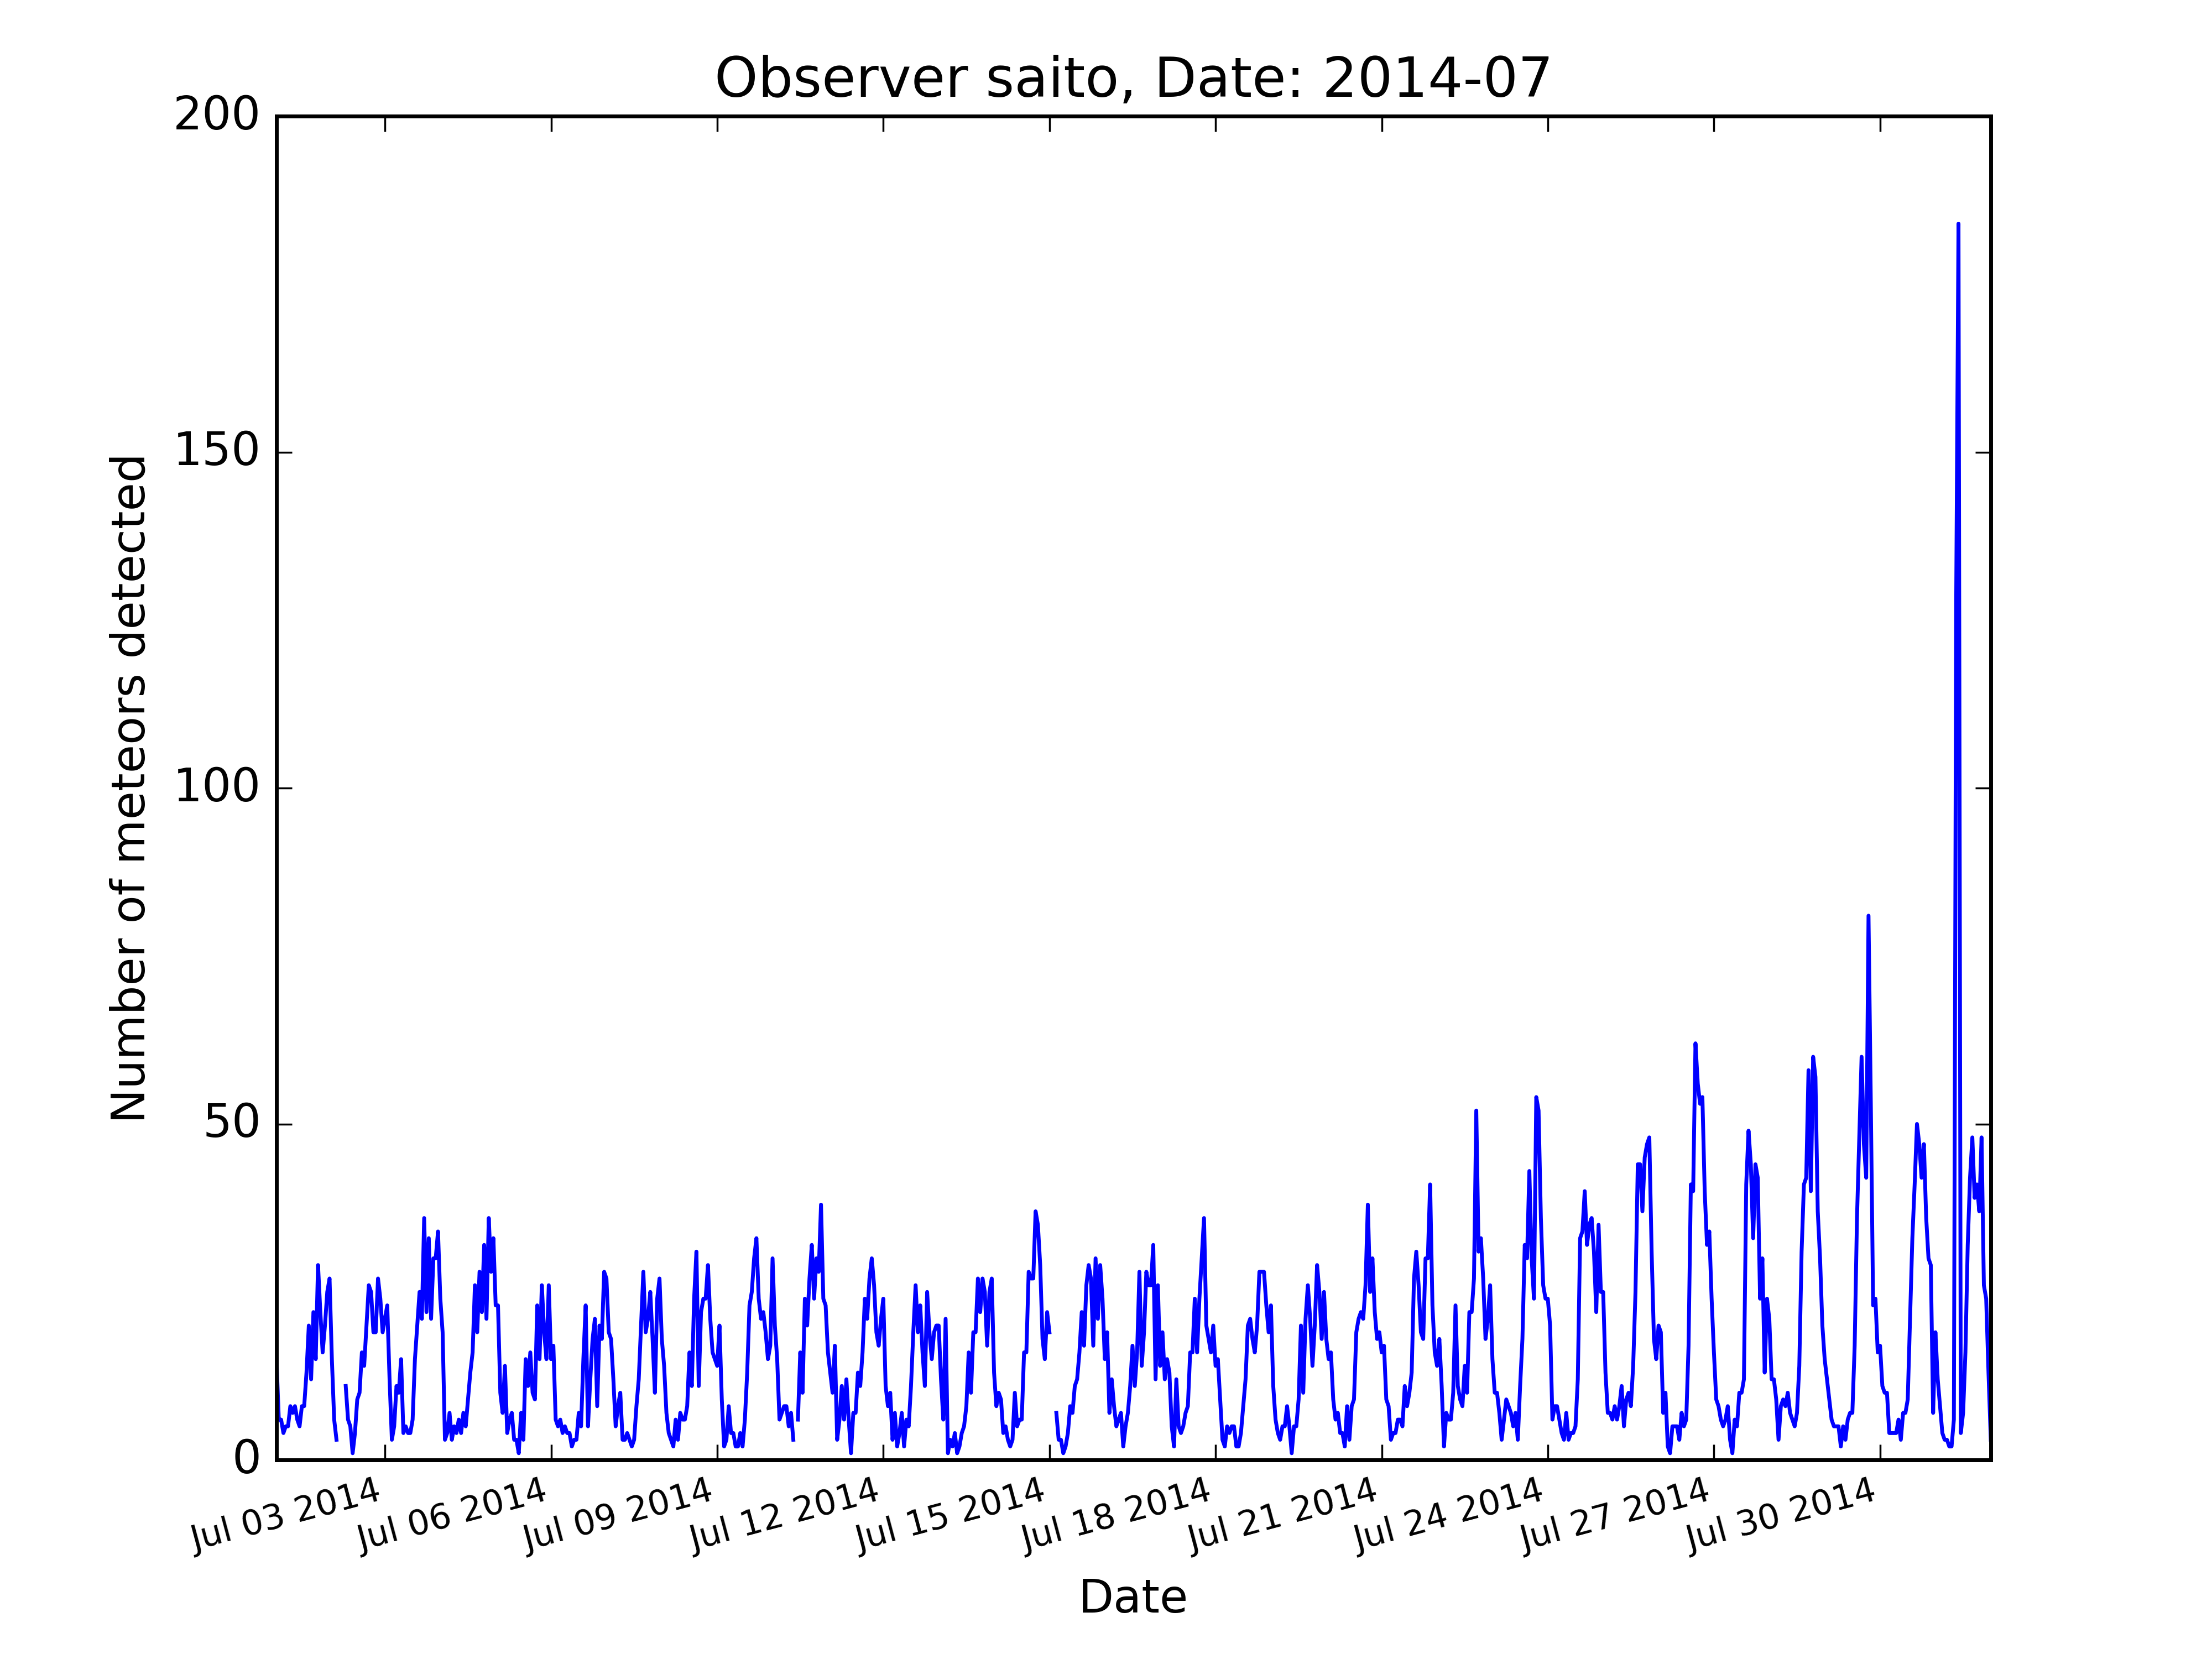 Observer saito, Date: 2014-07
200
150
100
50
0
Number of meteors detected
Jul 03 2014
Jul 06 2014
Jul 09 2014
Jul 12 2014
Jul 15 2014
Jul 18 2014
Jul 21 2014
Jul 24 2014
Jul 27 2014
Jul 30 2014
Date